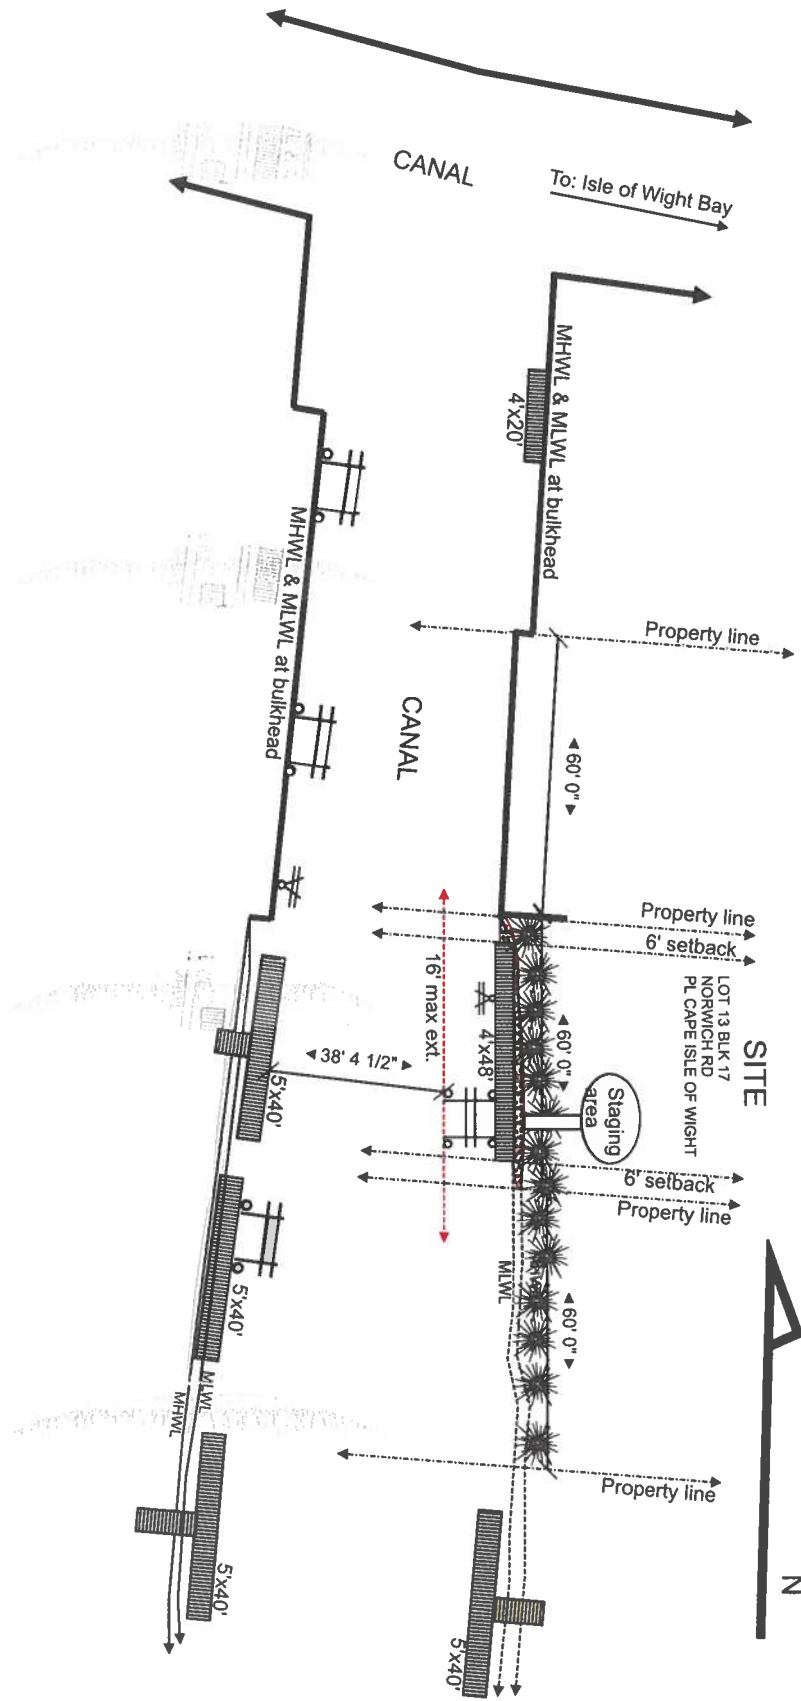 CANAL
To: Isle of Wight Bay
MHWL & MLWL at bulkhead
4'x20'
MHWL & MLWL at bulkhead
Property line
CANAL
60' 0"
Property line
6' setback
SITE
LOT 13 BLK 17
NORWICH RD
PL CAPE ISLE OF WIGHT
16' max ext.
4'x48'
60' 0"
38' 4 1/2"
5'x40'
Staging
area
6' setback
Property line
MLWL
5'x40'
60' 0"
MLWL
MHWL
Property line
5'x40'
5'x40'
N